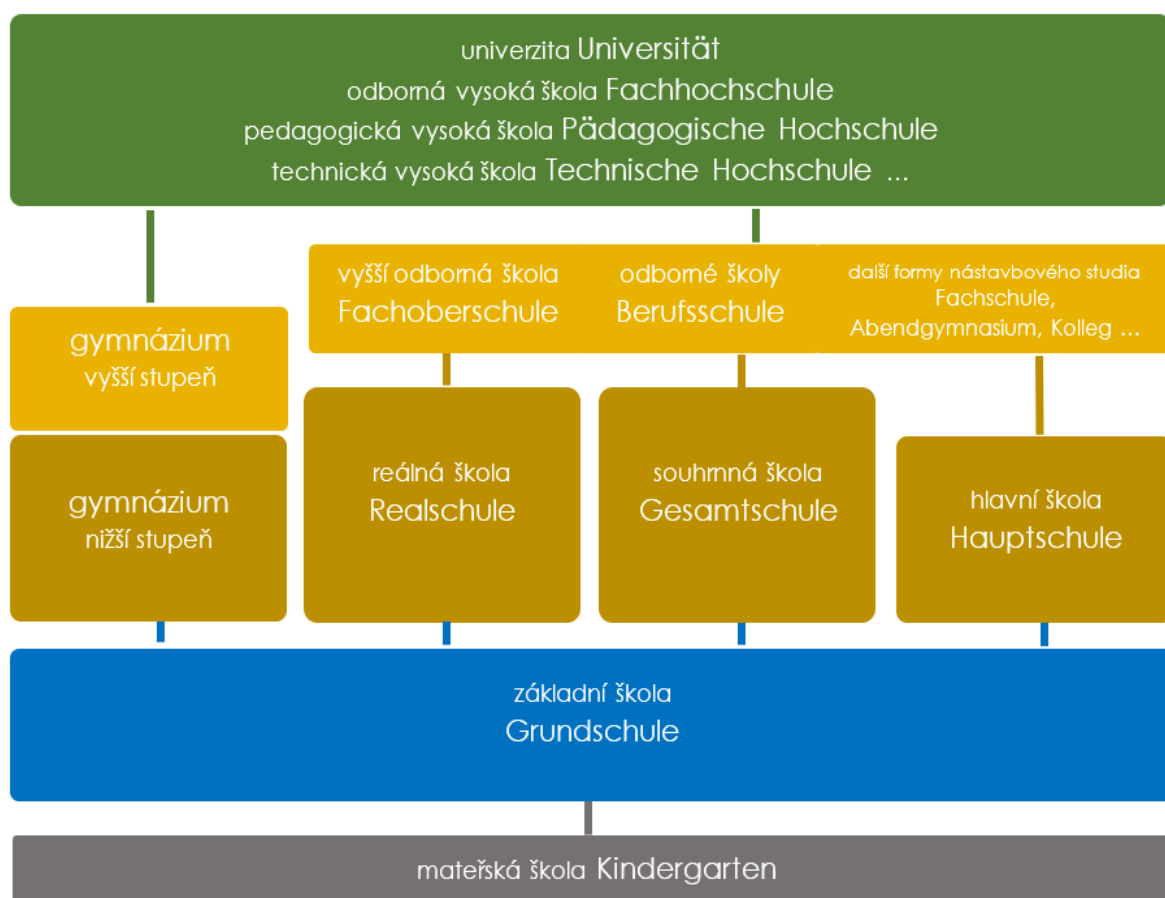 univerzita Universität
odborná vysoká škola Fachhochschule
pedagogická vysoká škola Pädagogische Hochschule
technická vysoká škola Technische Hochschule ...
vyšší odborná škola
Fachoberschule
odborné školy
Berufsschule
další formy nástavbového studia
Fachschule,
Abendgymnasium, Kolleg ...
gymnázium
vyšší stupeň
gymnázium
nižší stupeň
reálná škola
Realschule
souhrnná škola
Gesamtschule
hlavní škola
Hauptschule
základní škola
Grundschule
mateřská škola Kindergarten